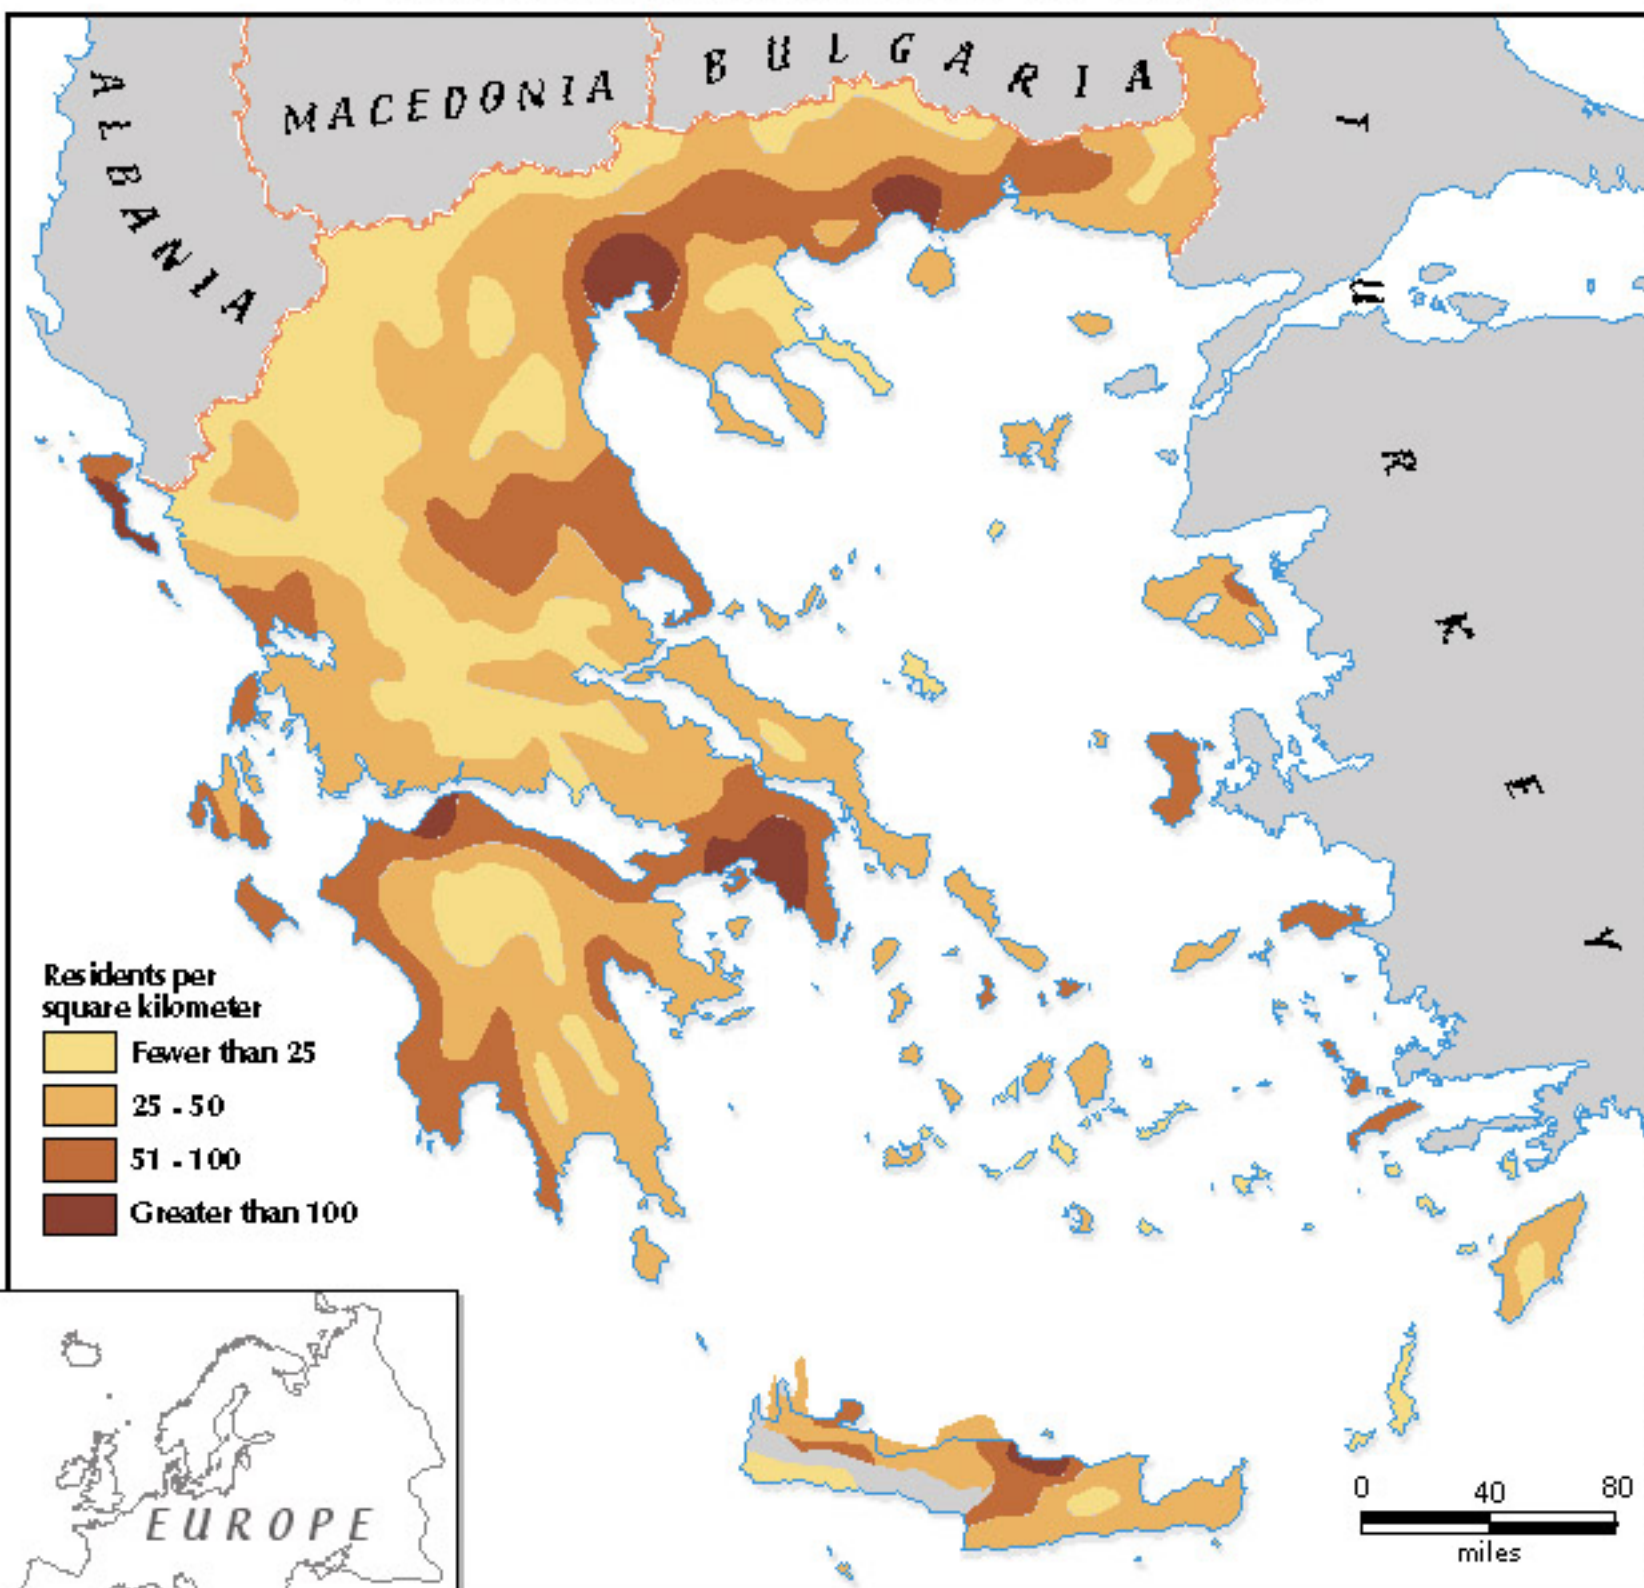 ALBANIA
MACEDONIA
BULGARIA
TURKEY
Residents per
square kilometer
Fewer than 25
25 - 50
51 - 100
Greater than 100
EUROPE
0 40 80
miles